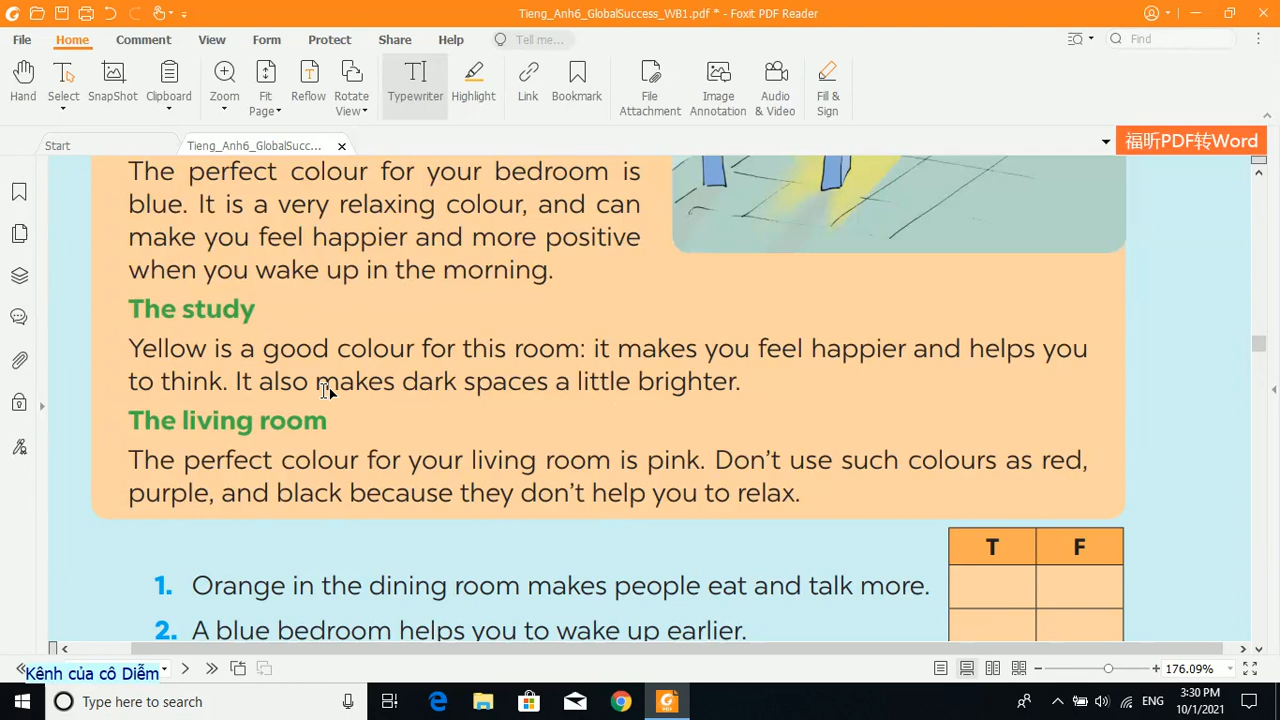 Tieng_Anh6_GlobalSuccess_WB1.pdf * - Foxit PDF Reader
File Home Comment View Form Protect Share Help Tell me... Find
Hand Select SnapShot Clipboard Zoom Fit Page Reflow Rotate View Typewriter Highlight Link Bookmark File Attachment Image Annotation Audio & Video Fill & Sign
Start Tieng_Anh6_GlobalSucc... 福昕PDF转Word
The perfect colour for your bedroom is
blue. It is a very relaxing colour, and can
make you feel happier and more positive
when you wake up in the morning.
The study
Yellow is a good colour for this room: it makes you feel happier and helps you
to think. It also makes dark spaces a little brighter.
The living room
The perfect colour for your living room is pink. Don't use such colours as red,
purple, and black because they don't help you to relax.
T F
1. Orange in the dining room makes people eat and talk more.
2. A blue bedroom helps you to wake up earlier.
Kênh của cô Diễm 176.09%
Type here to search ENG 3:30 PM
10/1/2021